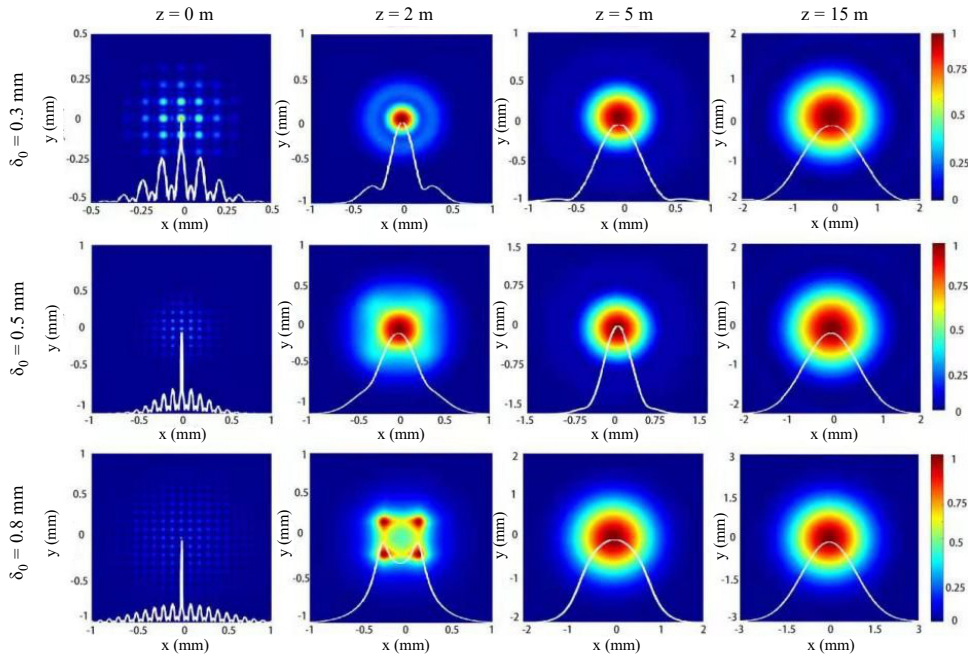 z = 0 m z = 2 m z = 5 m z = 15 m
δ0 = 0.3 mm
y (mm) 0.5 0.25 0 -0.25 -0.5
-0.5 -0.25 0 0.25 0.5
x (mm)
y (mm) 1 0.5 0 -0.5 -1
-1 -0.5 0 0.5 1
x (mm)
y (mm) 1 0.5 0 -0.5 -1
-1 -0.5 0 0.5 1
x (mm)
y (mm) 2 1 0 -1 -2
-2 -1 0 1 2
x (mm)
1 0.75 0.5 0.25 0
δ0 = 0.5 mm
y (mm) 1 0.5 0 -0.5 -1
-1 -0.5 0 0.5 1
x (mm)
y (mm) 1 0.5 0 -0.5 -1
-1 -0.5 0 0.5 1
x (mm)
y (mm) 1.5 0.75 0 -0.75 -1.5
-1.5 -0.75 0 0.75 1.5
x (mm)
y (mm) 2 1 0 -1 -2
-2 -1 0 1 2
x (mm)
1 0.75 0.5 0.25 0
δ0 = 0.8 mm
y (mm) 1 0.5 0 -0.5 -1
-1 -0.5 0 0.5 1
x (mm)
y (mm) 1 0.5 0 -0.5 -1
-1 -0.5 0 0.5 1
x (mm)
y (mm) 2 1 0 -1 -2
-2 -1 0 1 2
x (mm)
y (mm) 3 1.5 0 -1.5 -3
-3 -1.5 0 1.5 3
x (mm)
1 0.75 0.5 0.25 0